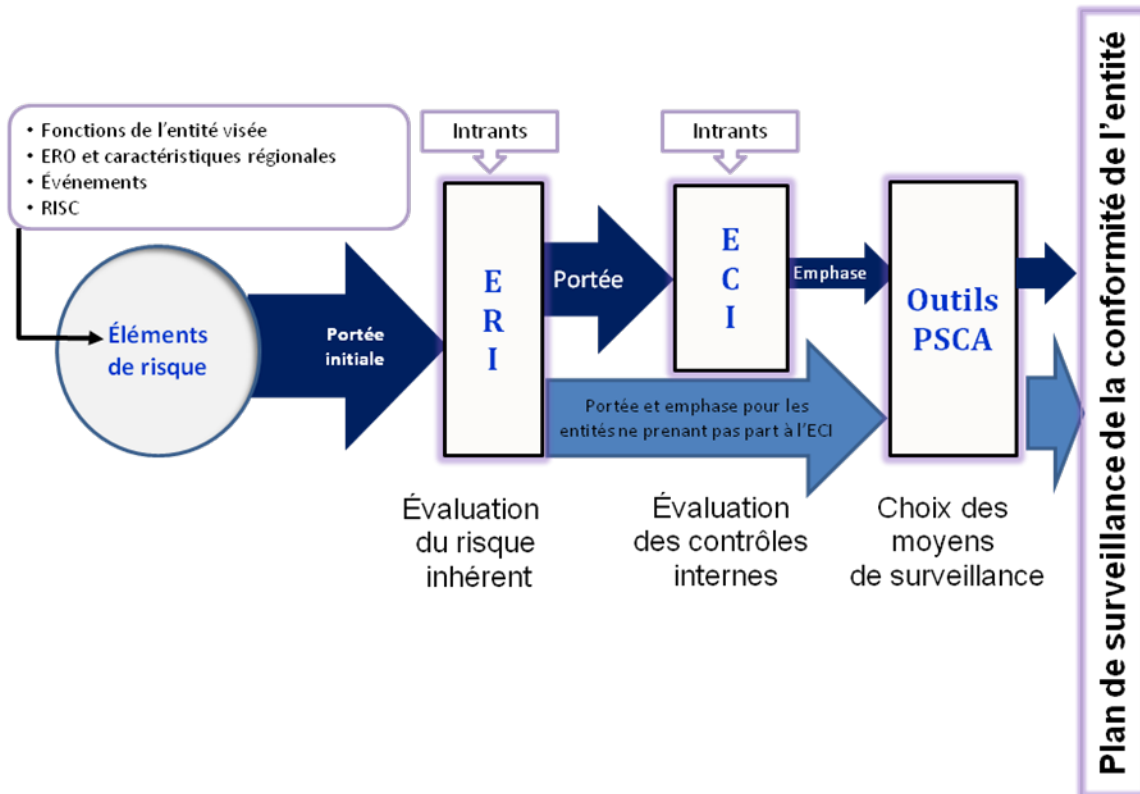 • Fonctions de l'entité visée
• ERO et caractéristiques régionales
• Événements
• RISC
Éléments
de risque
Portée
initiale
Intrants
E
R
I
Évaluation
du risque
inhérent
Portée
Intrants
E
C
I
Évaluation
des contrôles
internes
Emphase
Portée et emphase pour les
entités ne prenant pas part à l'ECI
Outils
PSCA
Choix des
moyens
de surveillance
Plan de surveillance de la conformité de l'entité